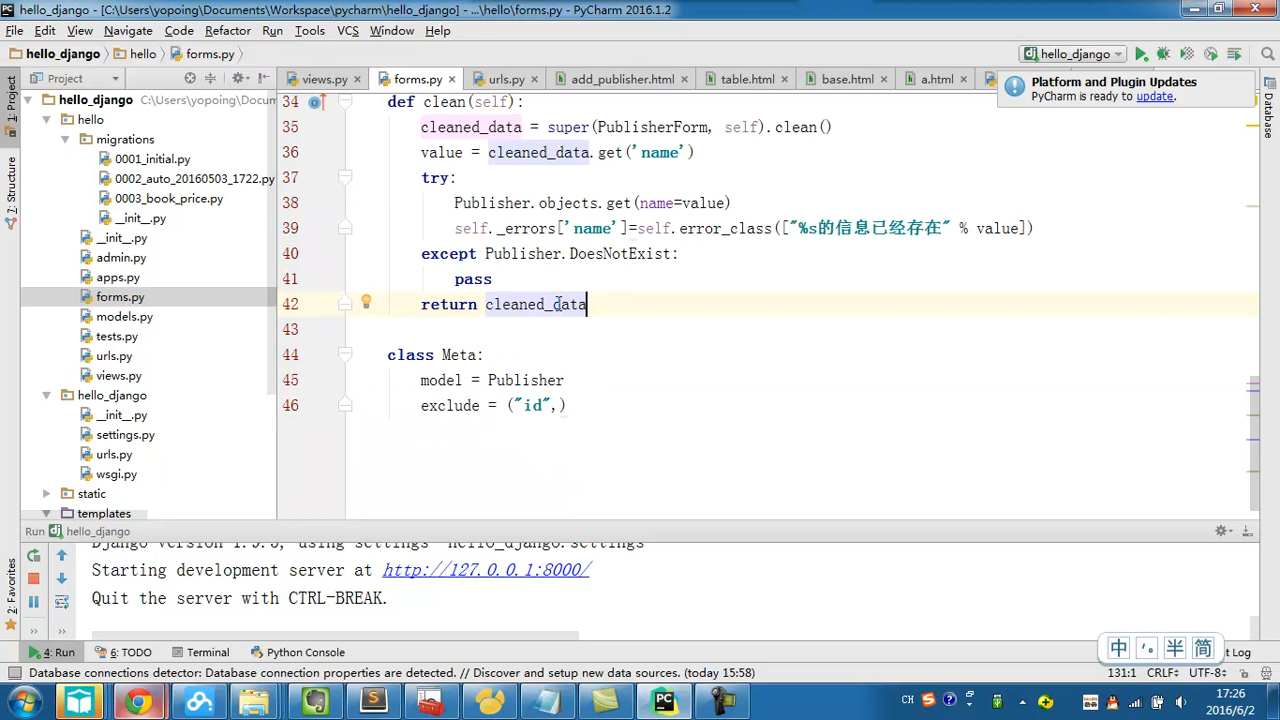 hello_django - [C:\Users\yopoing\Documents\Workspace\pycharm\hello_django] - ...\hello\forms.py - PyCharm 2016.1.2
File Edit View Navigate Code Refactor Run Tools VCS Window Help
hello_django hello forms.py hello_django
1: Project
7: Structure
2: Favorites
Database
Project
views.py forms.py urls.py add_publisher.html table.html base.html a.html
Platform and Plugin Updates
PyCharm is ready to update.
hello_django C:\Users\yopoing\Docum
hello
migrations
0001_initial.py
0002_auto_20160503_1722.py
0003_book_price.py
__init__.py
__init__.py
admin.py
apps.py
forms.py
models.py
tests.py
urls.py
views.py
hello_django
__init__.py
settings.py
urls.py
wsgi.py
static
templates
34 def clean(self):
35 cleaned_data = super(PublisherForm, self).clean()
36 value = cleaned_data.get('name')
37 try:
38 Publisher.objects.get(name=value)
39 self._errors['name']=self.error_class(["%s的信息已经存在" % value])
40 except Publisher.DoesNotExist:
41 pass
42 return cleaned_data
43
44 class Meta:
45 model = Publisher
46 exclude = ("id",)
Run hello_django
Starting development server at http://127.0.0.1:8000/
Quit the server with CTRL-BREAK.
4: Run 6: TODO Terminal Python Console
中 半 简
Log
Database connections detector: Database connection properties are detected. // Discover and setup new data sources. (today 15:58) 131:1 CRLF UTF-8
CH 17:26
2016/6/2